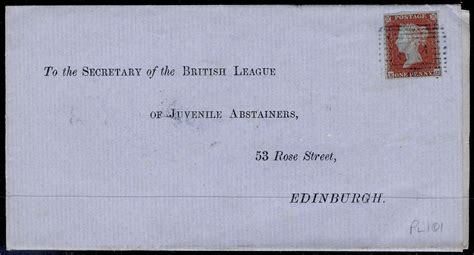 POSTAGE
ONE PENNY
To the SECRETARY of the BRITISH LEAGUE
OF JUVENILE ABSTAINERS,
53 Rose Street,
EDINBURGH.
PL 101